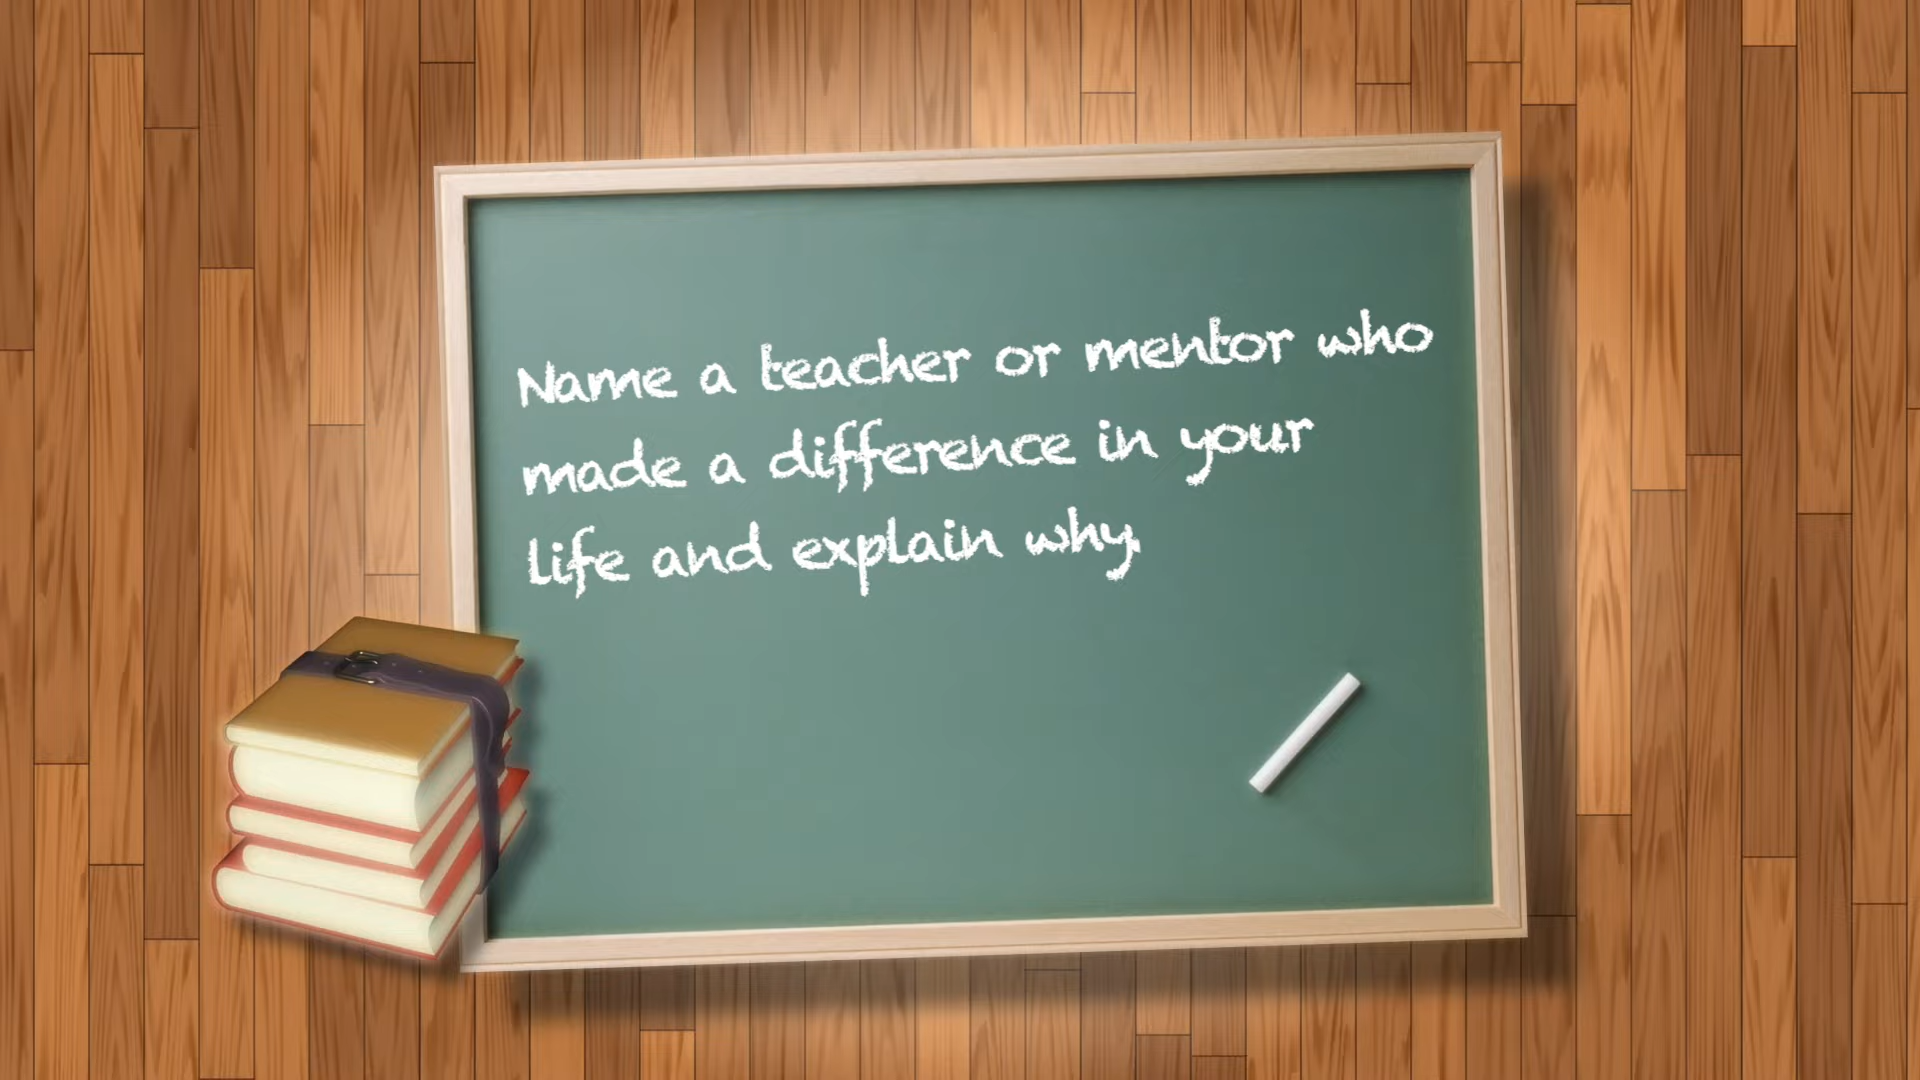 Name a teacher or mentor who
made a difference in your
life and explain why.